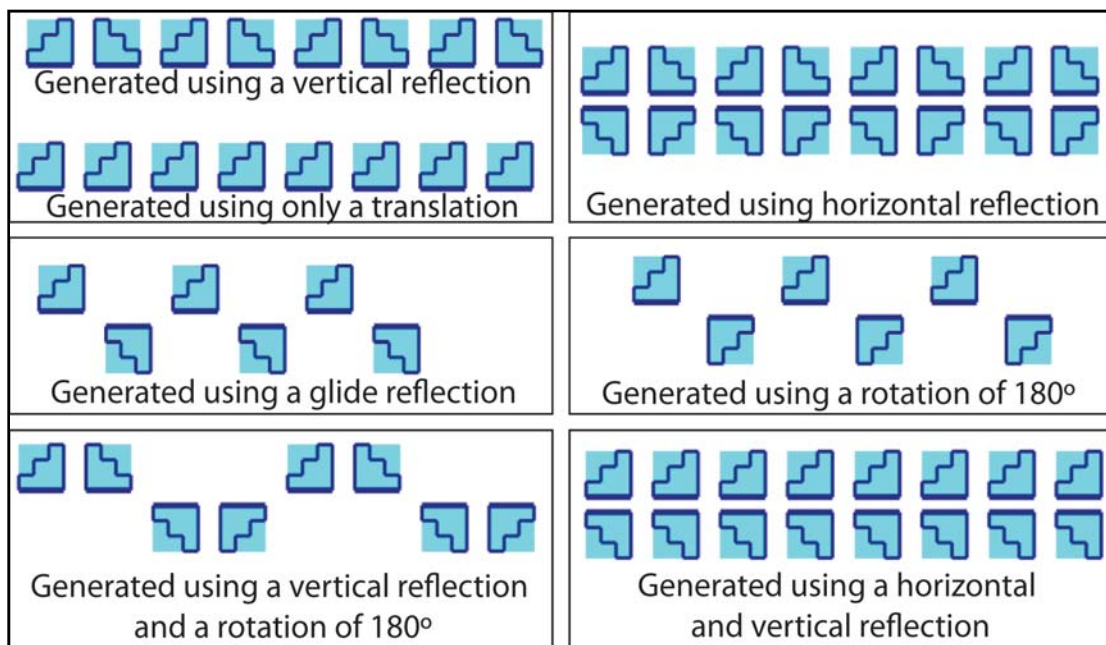 Generated using a vertical reflection
Generated using only a translation
Generated using horizontal reflection
Generated using a glide reflection
Generated using a rotation of 180º
Generated using a vertical reflection
and a rotation of 180º
Generated using a horizontal
and vertical reflection